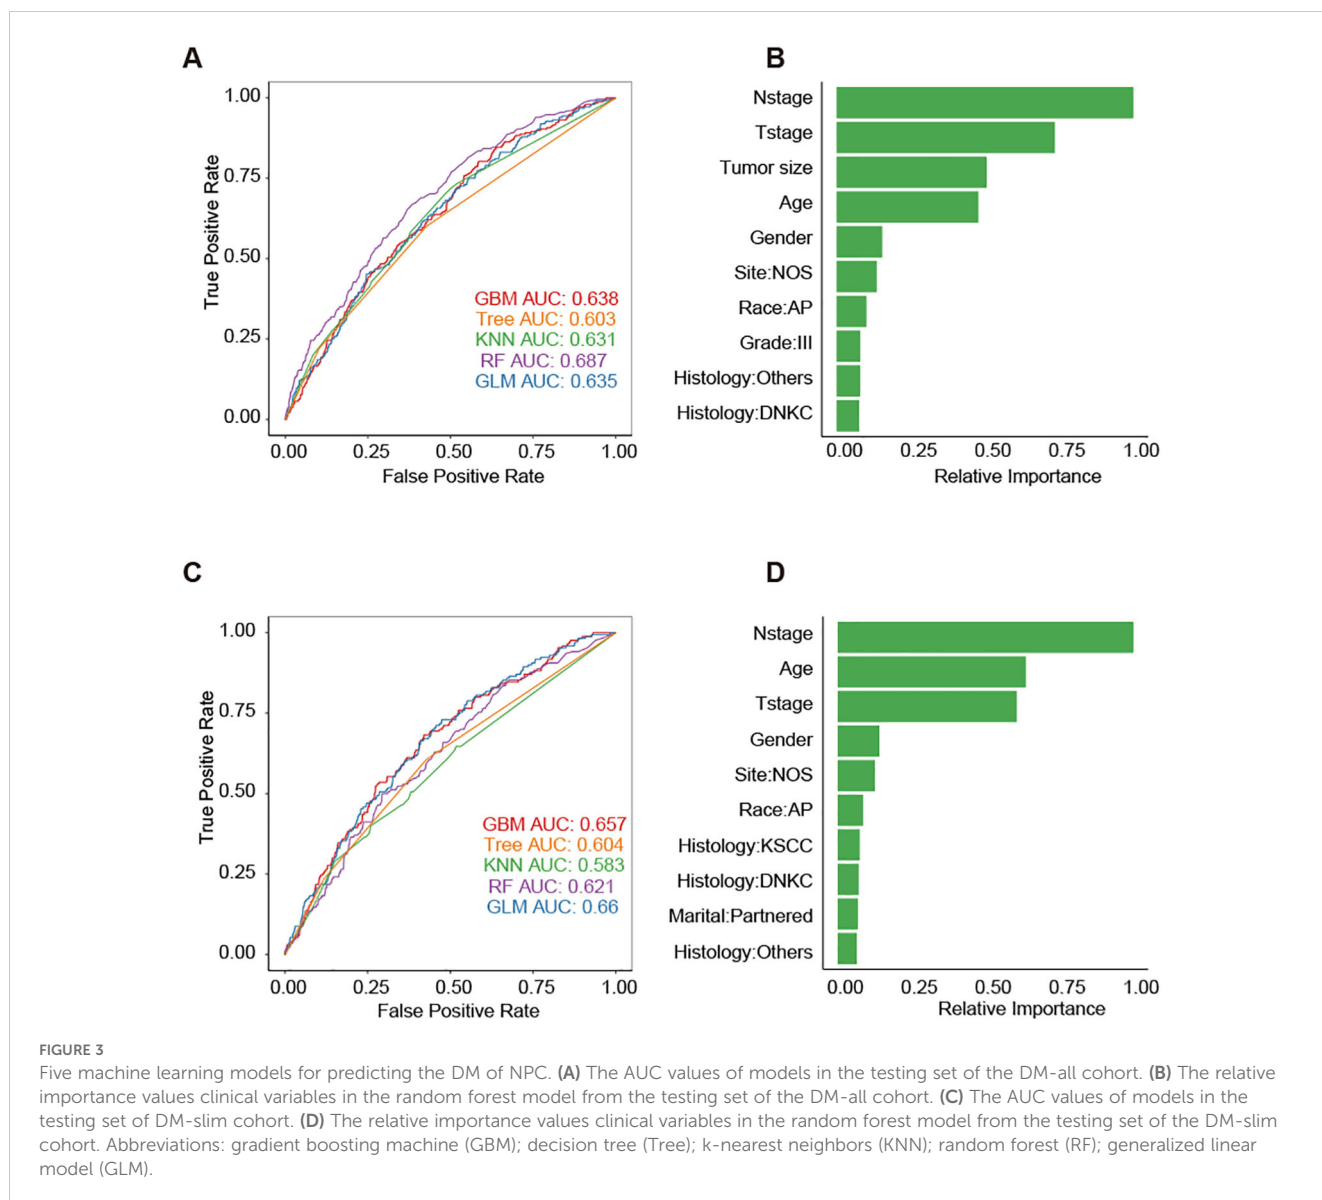 A
1.00
0.75
0.50
0.25
0.00
True Positive Rate
GBM AUC: 0.638
Tree AUC: 0.603
KNN AUC: 0.631
RF AUC: 0.687
GLM AUC: 0.635
0.00 0.25 0.50 0.75 1.00
False Positive Rate
B
Nstage
Tstage
Tumor size
Age
Gender
Site:NOS
Race:AP
Grade:III
Histology:Others
Histology:DNKC
0.00 0.25 0.50 0.75 1.00
Relative Importance
C
1.00
0.75
0.50
0.25
0.00
True Positive Rate
GBM AUC: 0.657
Tree AUC: 0.604
KNN AUC: 0.583
RF AUC: 0.621
GLM AUC: 0.66
0.00 0.25 0.50 0.75 1.00
False Positive Rate
D
Nstage
Age
Tstage
Gender
Site:NOS
Race:AP
Histology:KSCC
Histology:DNKC
Marital:Partnered
Histology:Others
0.00 0.25 0.50 0.75 1.00
Relative Importance
FIGURE 3
Five machine learning models for predicting the DM of NPC. (A) The AUC values of models in the testing set of the DM-all cohort. (B) The relative
importance values clinical variables in the random forest model from the testing set of the DM-all cohort. (C) The AUC values of models in the
testing set of DM-slim cohort. (D) The relative importance values clinical variables in the random forest model from the testing set of the DM-slim
cohort. Abbreviations: gradient boosting machine (GBM); decision tree (Tree); k-nearest neighbors (KNN); random forest (RF); generalized linear
model (GLM).